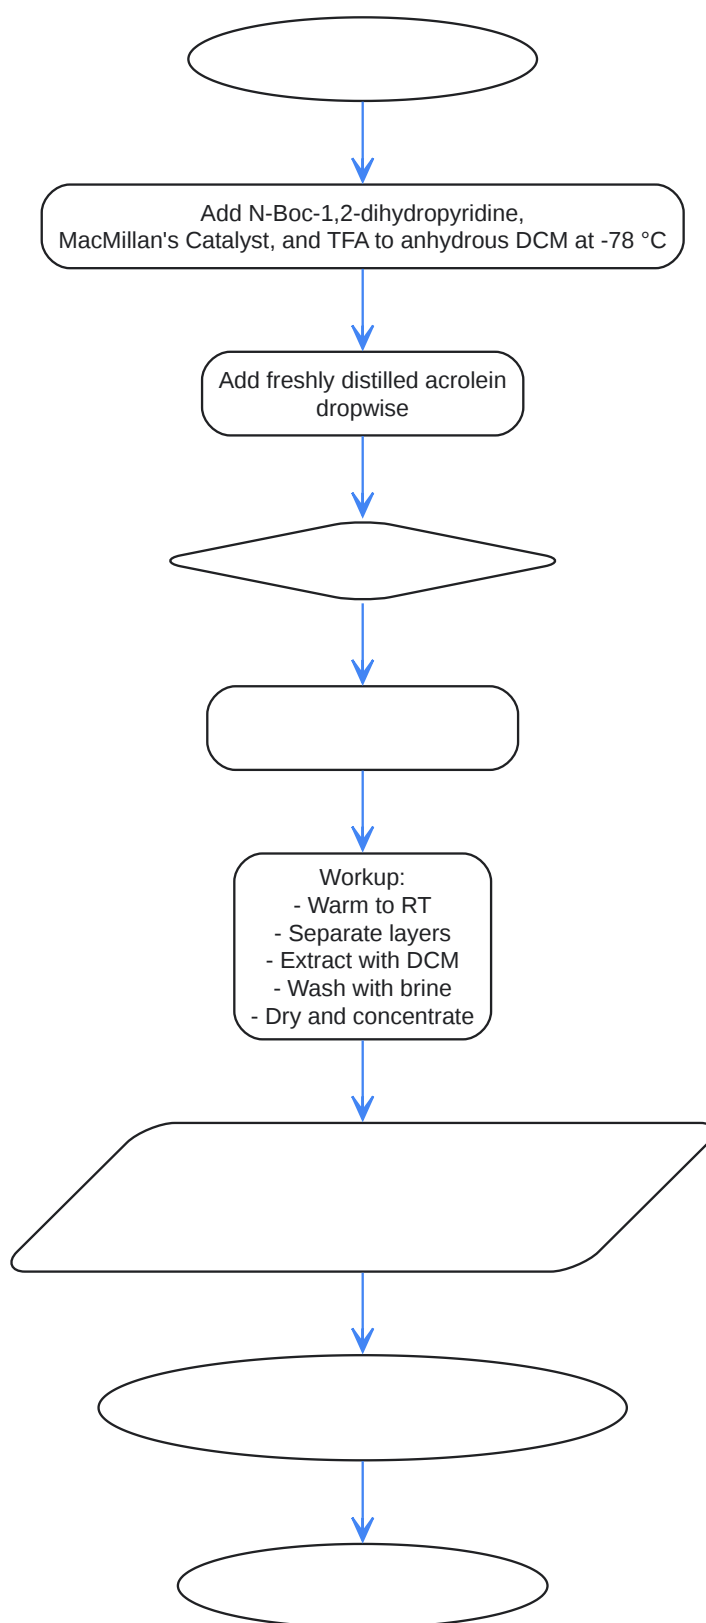 Add N-Boc-1,2-dihydropyridine,
MacMillan's Catalyst, and TFA to anhydrous DCM at -78 °C
Add freshly distilled acrolein
dropwise
Workup:
- Warm to RT
- Separate layers
- Extract with DCM
- Wash with brine
- Dry and concentrate